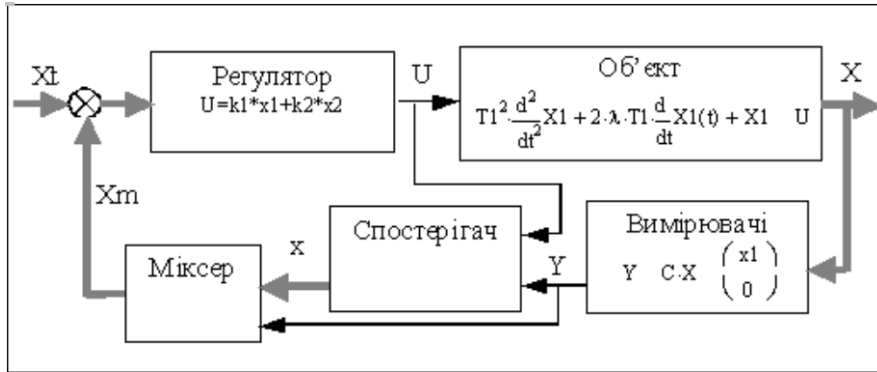 Xt
Регулятор
U=k1*x1+k2*x2
U
Об’єкт
T1²·d²/dt² X1 + 2·λ·T1·d/dt X1(t) + X1 U
X
Xm
Міксер
x
Спостерігач
Y
Вимірювачі
Y C·X (x1 0)